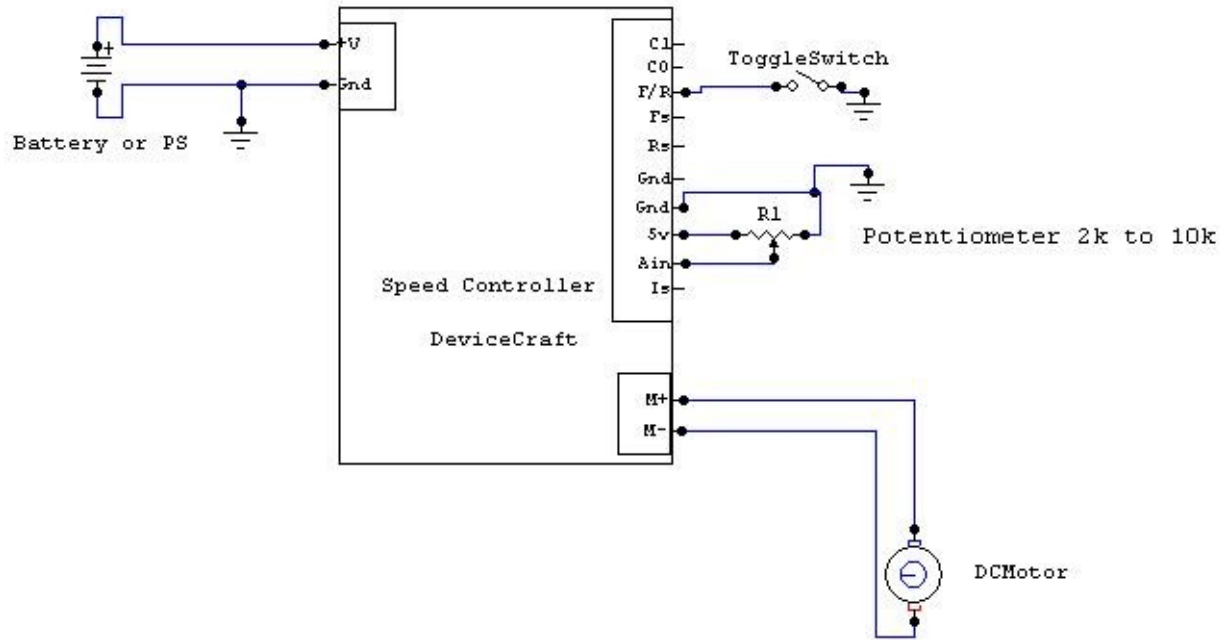 +
+V
Gnd
Battery or PS
C1
C0
F/R
Fs
Rs
Gnd
Gnd
5v
Ain
Is
ToggleSwitch
R1
Potentiometer 2k to 10k
Speed Controller
DeviceCraft
M+
M-
DCMotor